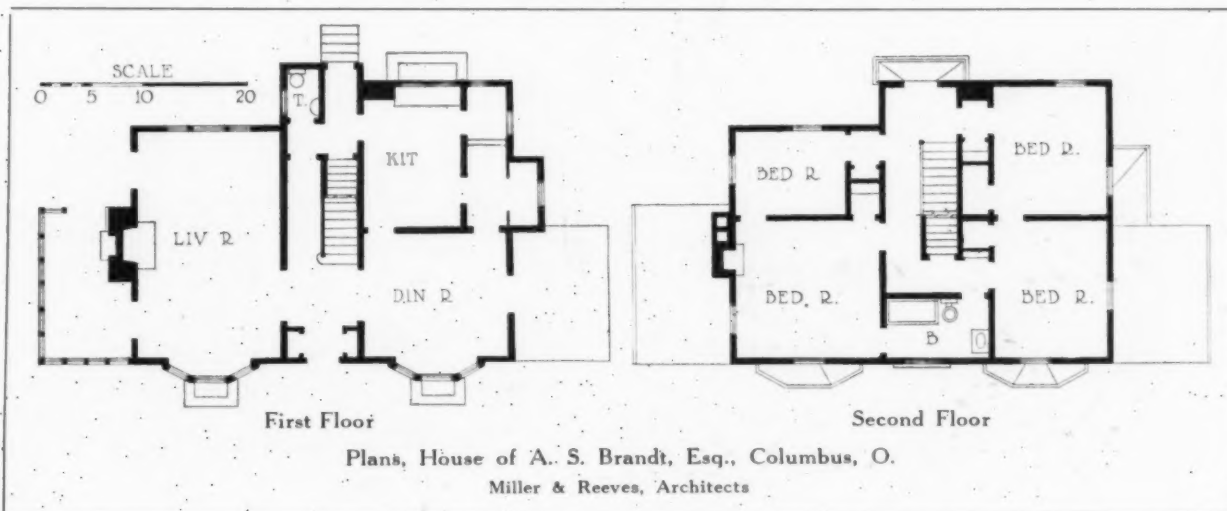 SCALE
0 5 10 20
T.
KIT
LIV R
DIN R
First Floor
BED R.
BED R
BED. R.
BED R.
B
Second Floor
Plans, House of A. S. Brandt, Esq., Columbus, O.
Miller & Reeves, Architects